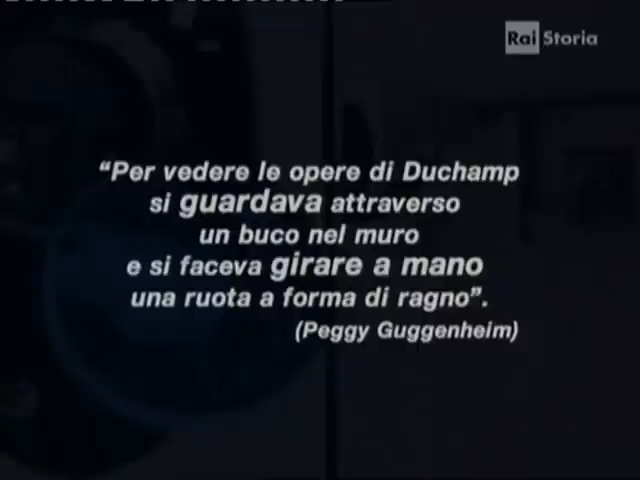 Rai Storia
“Per vedere le opere di Duchamp
si guardava attraverso
un buco nel muro
e si faceva girare a mano
una ruota a forma di ragno”.
(Peggy Guggenheim)